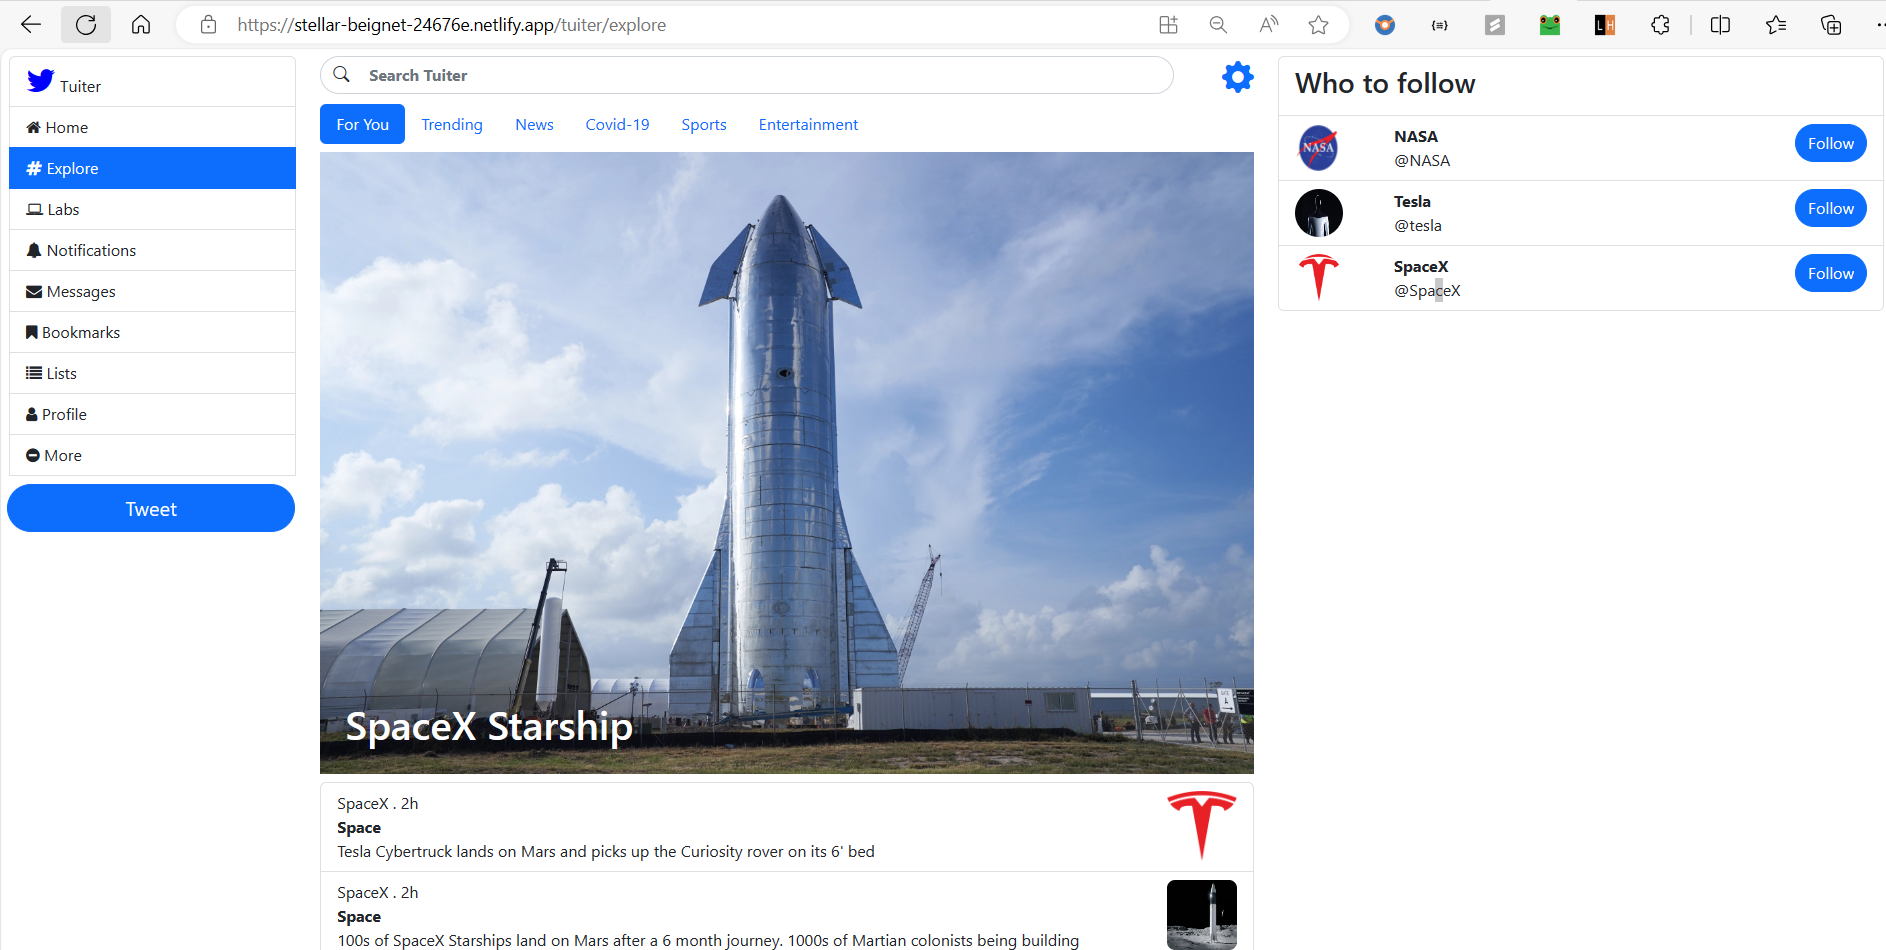 https://stellar-beignet-24676e.netlify.app/tuiter/explore
Tuiter
Home
Explore
Labs
Notifications
Messages
Bookmarks
Lists
Profile
More
Tweet
Search Tuiter
For You Trending News Covid-19 Sports Entertainment
SpaceX Starship
SpaceX . 2h
Space
Tesla Cybertruck lands on Mars and picks up the Curiosity rover on its 6' bed
SpaceX . 2h
Space
100s of SpaceX Starships land on Mars after a 6 month journey. 1000s of Martian colonists being building
Who to follow
NASA
NASA
@NASA
Follow
Tesla
@tesla
Follow
SpaceX
@SpaceX
Follow